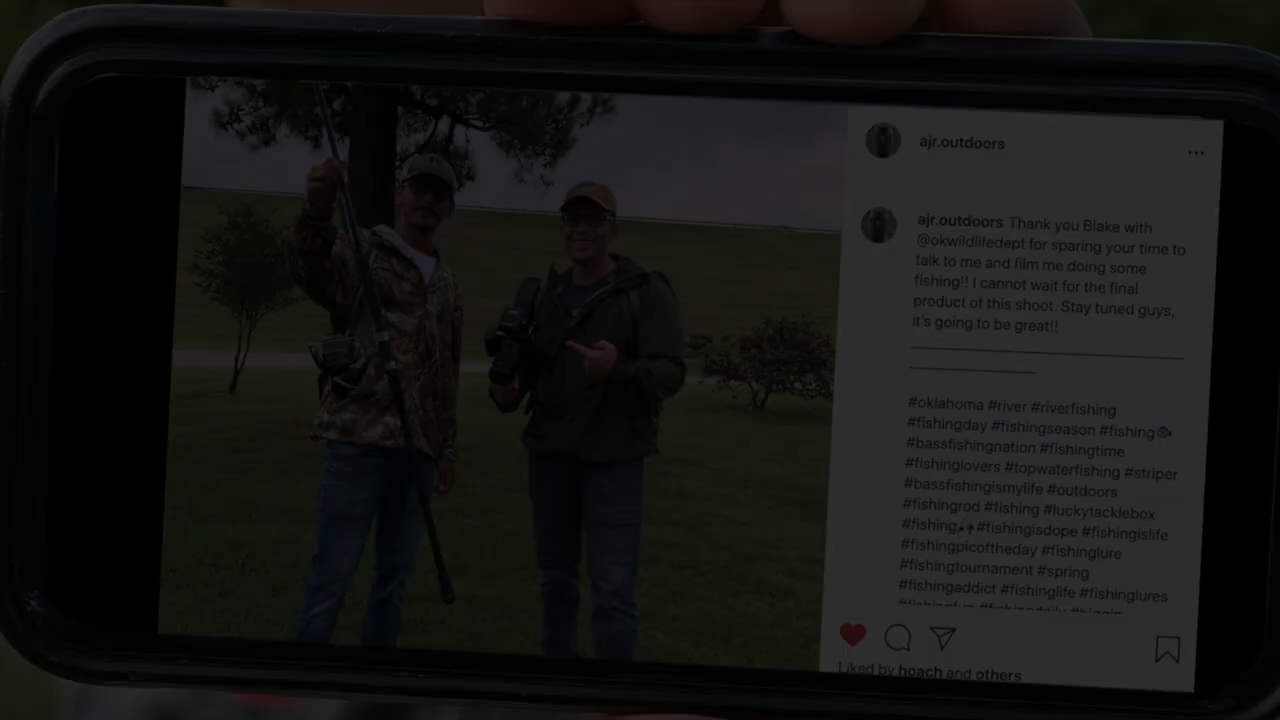 ajr.outdoors
ajr.outdoors Thank you Blake with
@okwildlifedept for sparing your time to
talk to me and film me doing some
fishing!! I cannot wait for the final
product of this shoot. Stay tuned guys,
it's going to be great!!
#oklahoma #river #riverfishing
#fishingday #fishingseason #fishing🐟
#bassfishingnation #fishingtime
#fishinglovers #topwaterfishing #striper
#bassfishingismylife #outdoors
#fishingrod #fishing #luckytacklebox
#fishing🎣 #fishingisdope #fishingislife
#fishingpicoftheday #fishinglure
#fishingtournament #spring
#fishingaddict #fishinglife #fishinglures
#fishingfun #fishingdaily
Liked by hoach and others